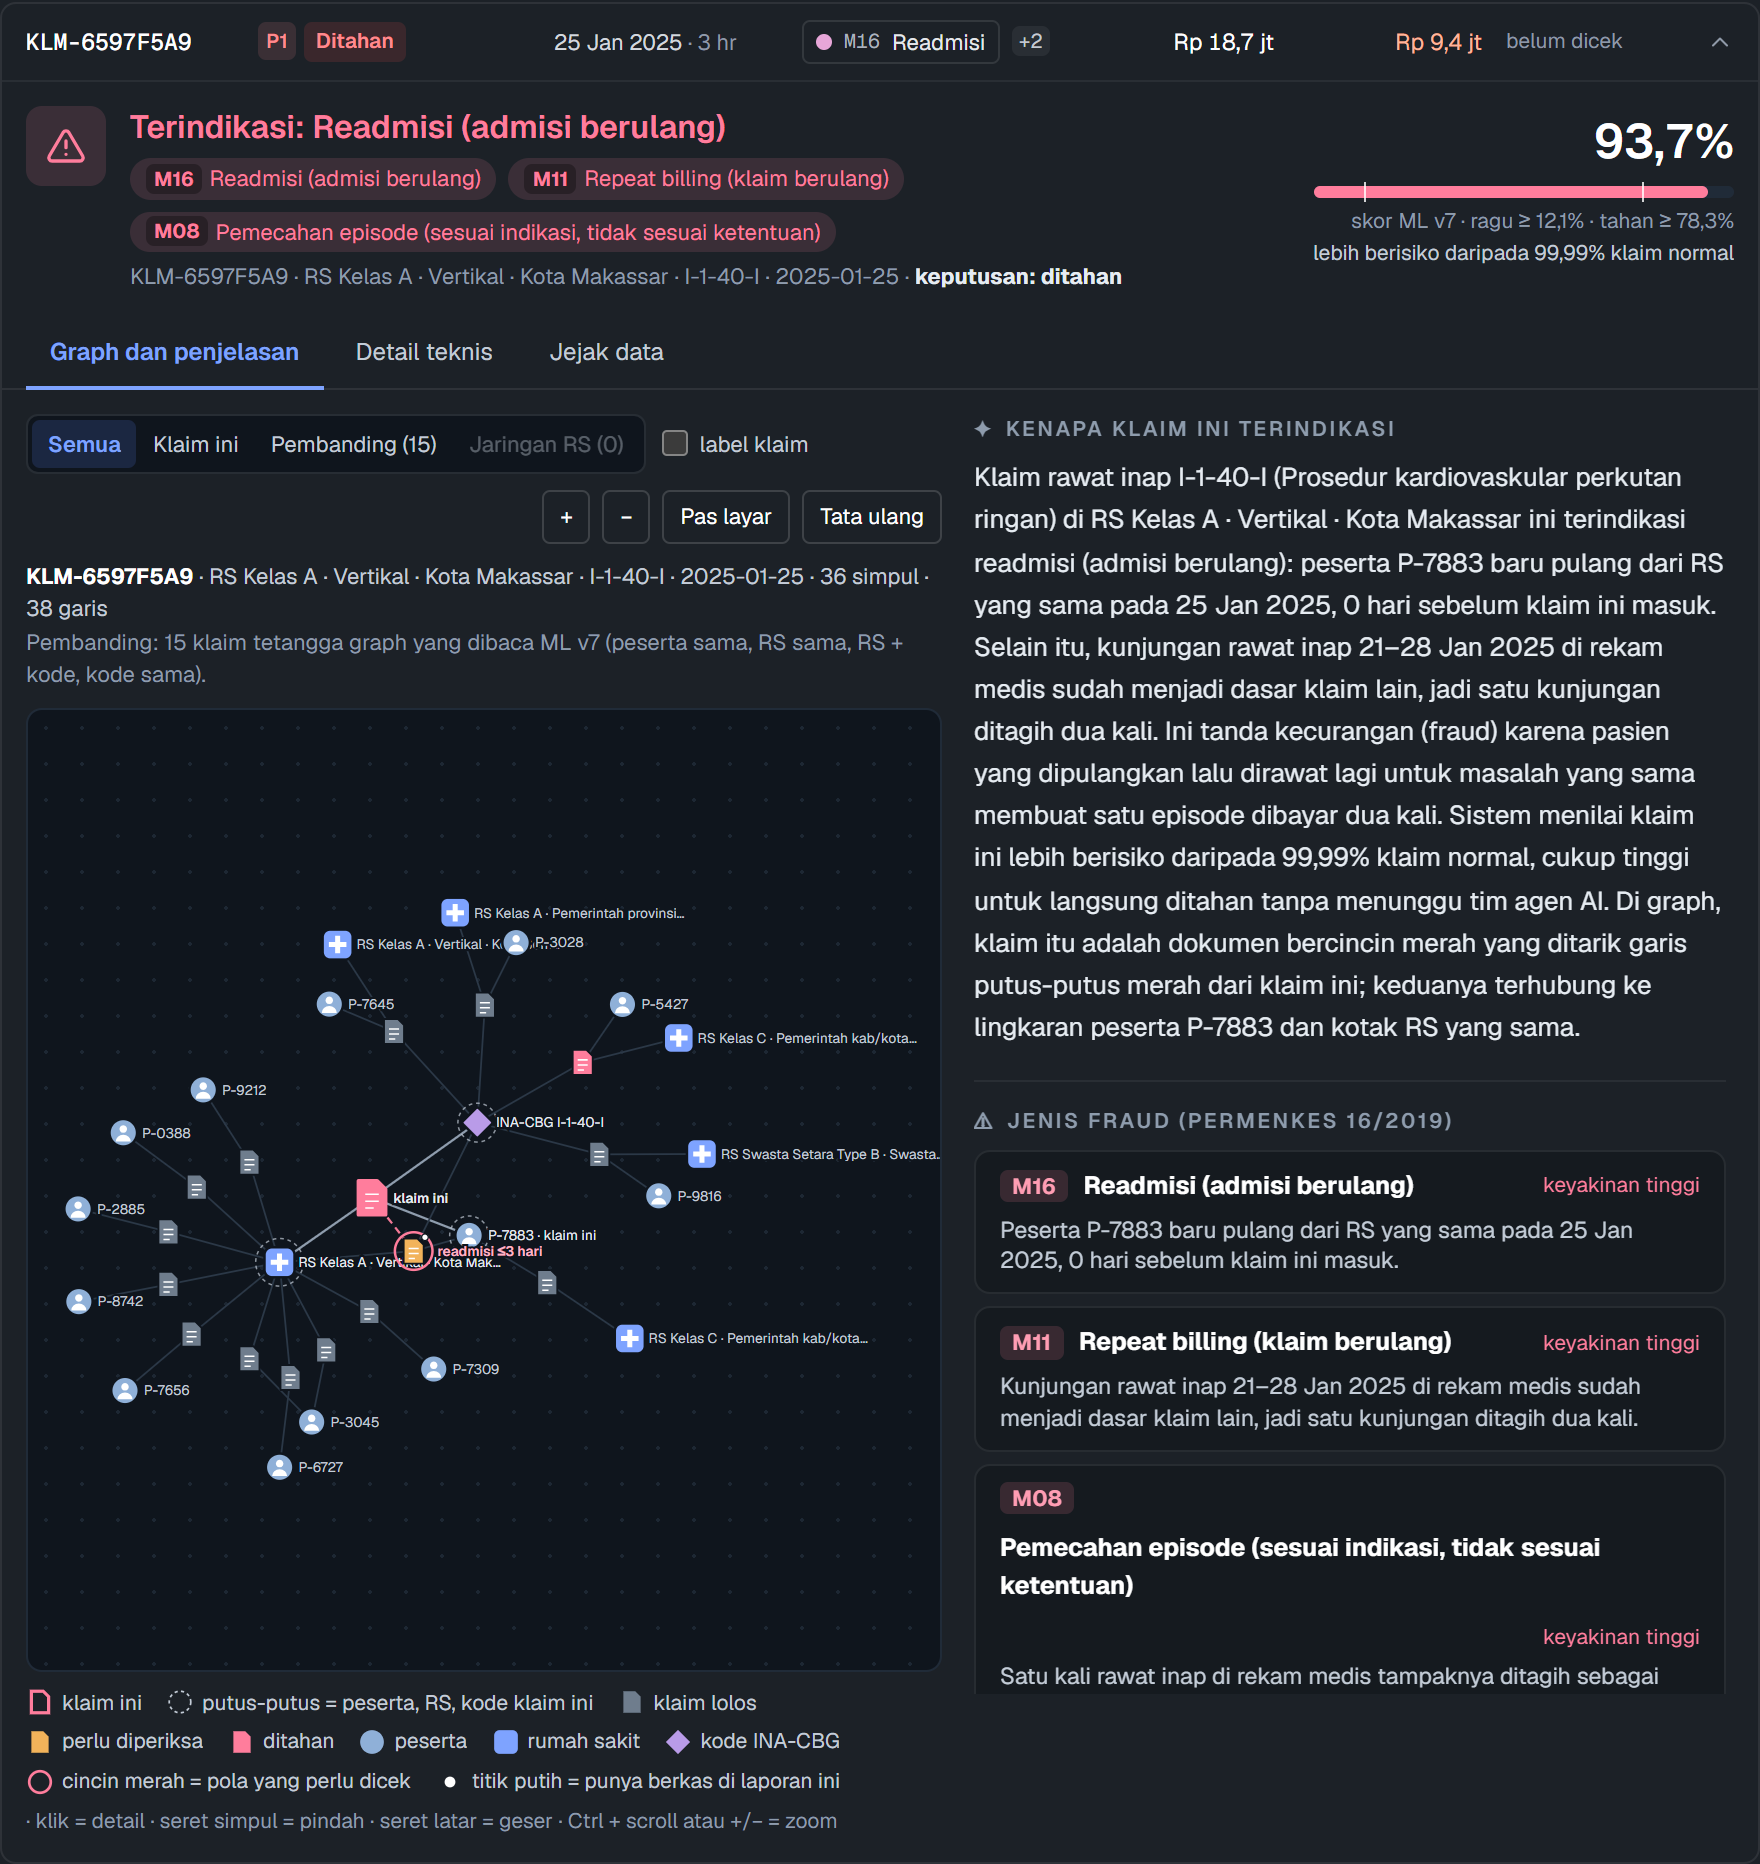 KLM-6597F5A9 P1 Ditahan 25 Jan 2025 · 3 hr M16 Readmisi +2 Rp 18,7 jt Rp 9,4 jt belum dicek
Terindikasi: Readmisi (admisi berulang)
M16 Readmisi (admisi berulang) M11 Repeat billing (klaim berulang)
M08 Pemecahan episode (sesuai indikasi, tidak sesuai ketentuan)
KLM-6597F5A9 · RS Kelas A · Vertikal · Kota Makassar · I-1-40-I · 2025-01-25 · keputusan: ditahan
93,7%
skor ML v7 · ragu ≥ 12,1% · tahan ≥ 78,3%
lebih berisiko daripada 99,99% klaim normal
Graph dan penjelasan Detail teknis Jejak data
Semua Klaim ini Pembanding (15) Jaringan RS (0) label klaim
+ − Pas layar Tata ulang
KLM-6597F5A9 · RS Kelas A · Vertikal · Kota Makassar · I-1-40-I · 2025-01-25 · 36 simpul ·
38 garis
Pembanding: 15 klaim tetangga graph yang dibaca ML v7 (peserta sama, RS sama, RS +
kode, kode sama).
RS Kelas A · Pemerintah provinsi...
RS Kelas A · Vertikal · K
P-3028
P-7645
P-5427
RS Kelas C · Pemerintah kab/kota...
P-9212
P-0388
INA-CBG I-1-40-I
RS Swasta Setara Type B · Swasta
P-9816
klaim ini
P-2885
P-7883 · klaim ini
readmisi ≤3 hari
RS Kelas A · Vertikal · Kota Mak...
P-8742
RS Kelas C · Pemerintah kab/kota...
P-7309
P-7656
P-3045
P-6727
klaim ini putus-putus = peserta, RS, kode klaim ini klaim lolos
perlu diperiksa ditahan peserta rumah sakit kode INA-CBG
cincin merah = pola yang perlu dicek titik putih = punya berkas di laporan ini
· klik = detail · seret simpul = pindah · seret latar = geser · Ctrl + scroll atau +/− = zoom
KENAPA KLAIM INI TERINDIKASI
Klaim rawat inap I-1-40-I (Prosedur kardiovaskular perkutan
ringan) di RS Kelas A · Vertikal · Kota Makassar ini terindikasi
readmisi (admisi berulang): peserta P-7883 baru pulang dari RS
yang sama pada 25 Jan 2025, 0 hari sebelum klaim ini masuk.
Selain itu, kunjungan rawat inap 21–28 Jan 2025 di rekam
medis sudah menjadi dasar klaim lain, jadi satu kunjungan
ditagih dua kali. Ini tanda kecurangan (fraud) karena pasien
yang dipulangkan lalu dirawat lagi untuk masalah yang sama
membuat satu episode dibayar dua kali. Sistem menilai klaim
ini lebih berisiko daripada 99,99% klaim normal, cukup tinggi
untuk langsung ditahan tanpa menunggu tim agen AI. Di graph,
klaim itu adalah dokumen bercincin merah yang ditarik garis
putus-putus merah dari klaim ini; keduanya terhubung ke
lingkaran peserta P-7883 dan kotak RS yang sama.
JENIS FRAUD (PERMENKES 16/2019)
M16 Readmisi (admisi berulang) keyakinan tinggi
Peserta P-7883 baru pulang dari RS yang sama pada 25 Jan
2025, 0 hari sebelum klaim ini masuk.
M11 Repeat billing (klaim berulang) keyakinan tinggi
Kunjungan rawat inap 21–28 Jan 2025 di rekam medis sudah
menjadi dasar klaim lain, jadi satu kunjungan ditagih dua kali.
M08
Pemecahan episode (sesuai indikasi, tidak sesuai
ketentuan)
keyakinan tinggi
Satu kali rawat inap di rekam medis tampaknya ditagih sebagai